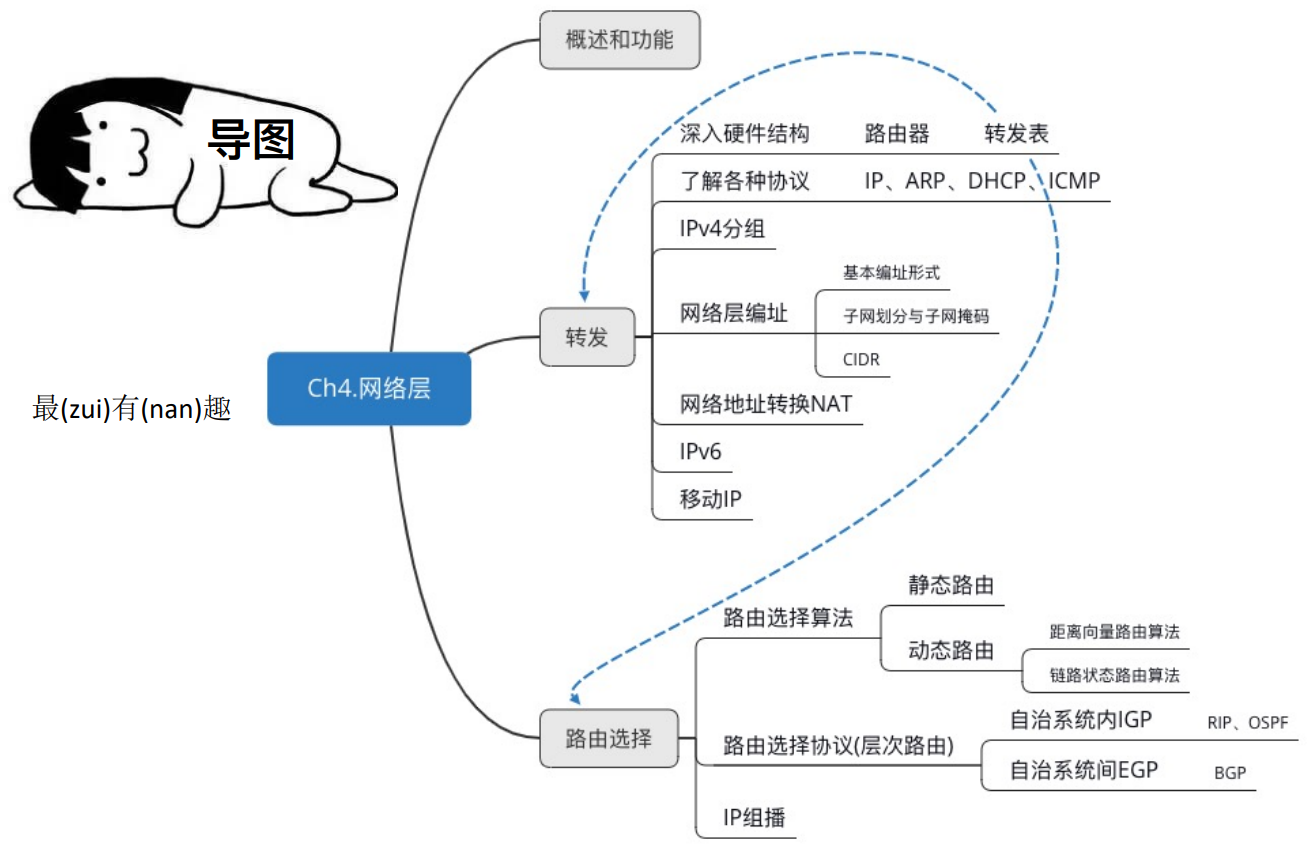 概述和功能
导图
深入硬件结构 路由器 转发表
了解各种协议 IP、ARP、DHCP、ICMP
IPv4分组
基本编址形式
网络层编址
子网划分与子网掩码
CIDR
转发
Ch4.网络层
最(zui)有(nan)趣
网络地址转换NAT
IPv6
移动IP
静态路由
路由选择算法
动态路由
距离向量路由算法
链路状态路由算法
路由选择
自治系统内IGP RIP、OSPF
路由选择协议(层次路由)
自治系统间EGP BGP
IP组播